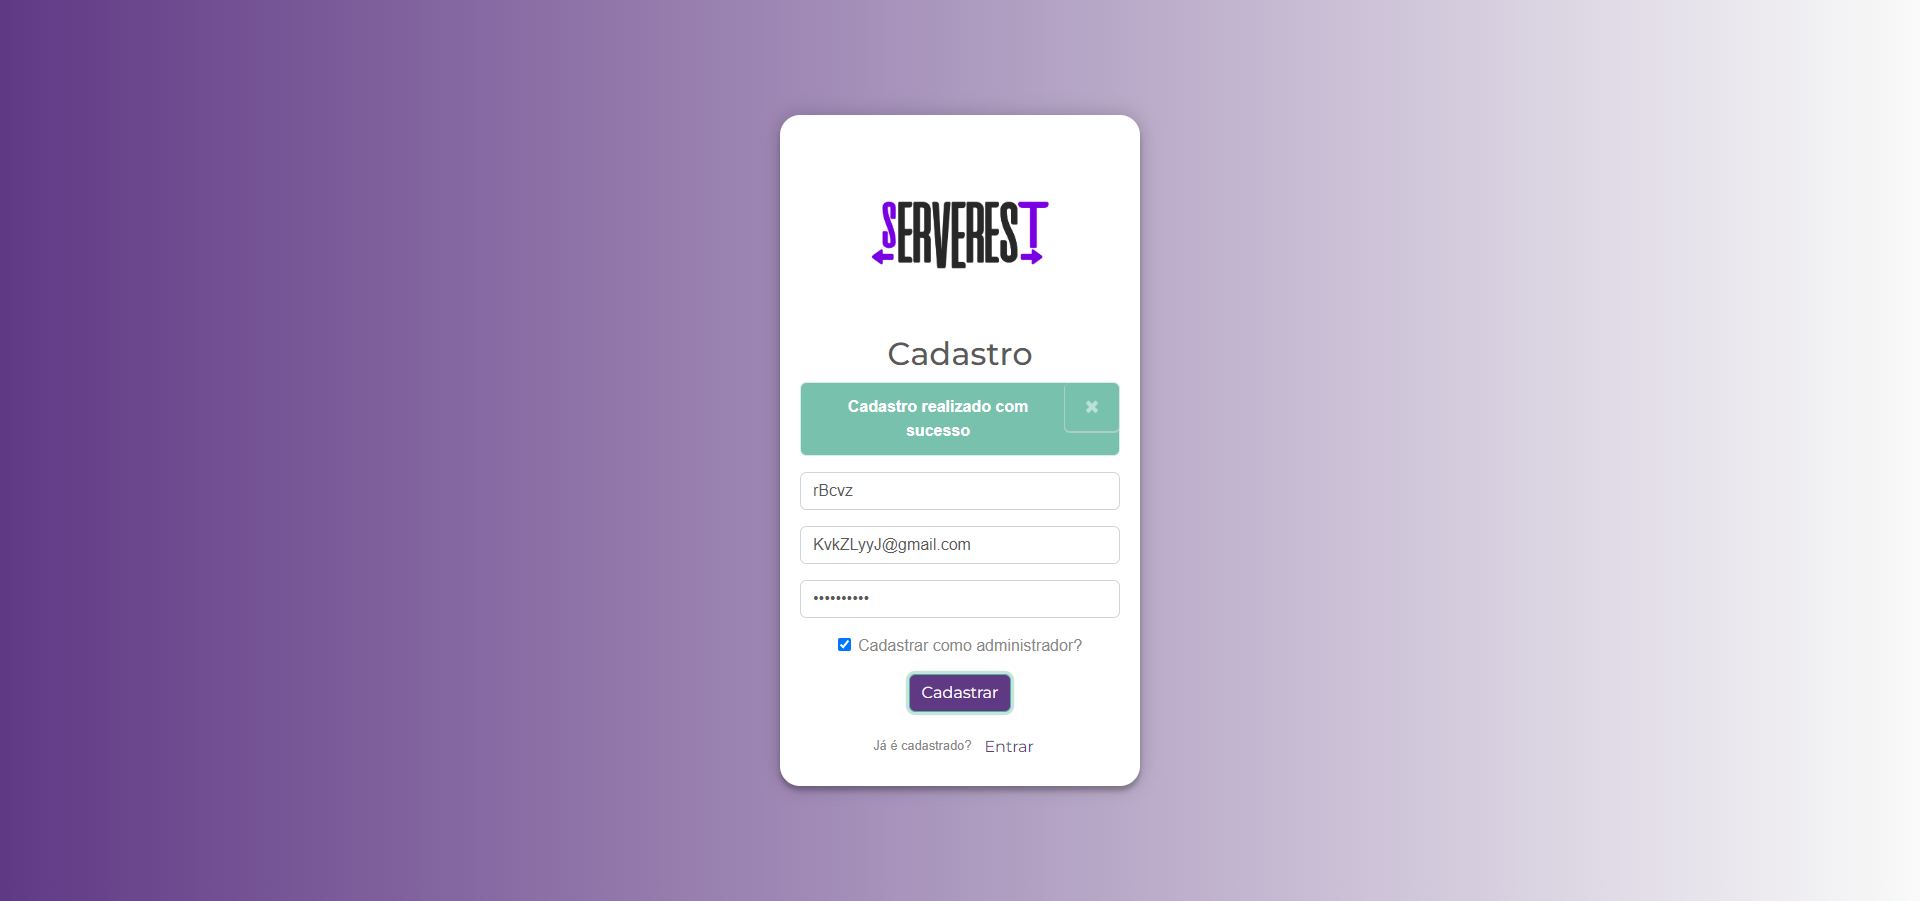 SERVEREST
Cadastro
Cadastro realizado com
sucesso
rBcvz
KvkZLyyJ@gmail.com
••••••••••
Cadastrar como administrador?
Cadastrar
Já é cadastrado? Entrar